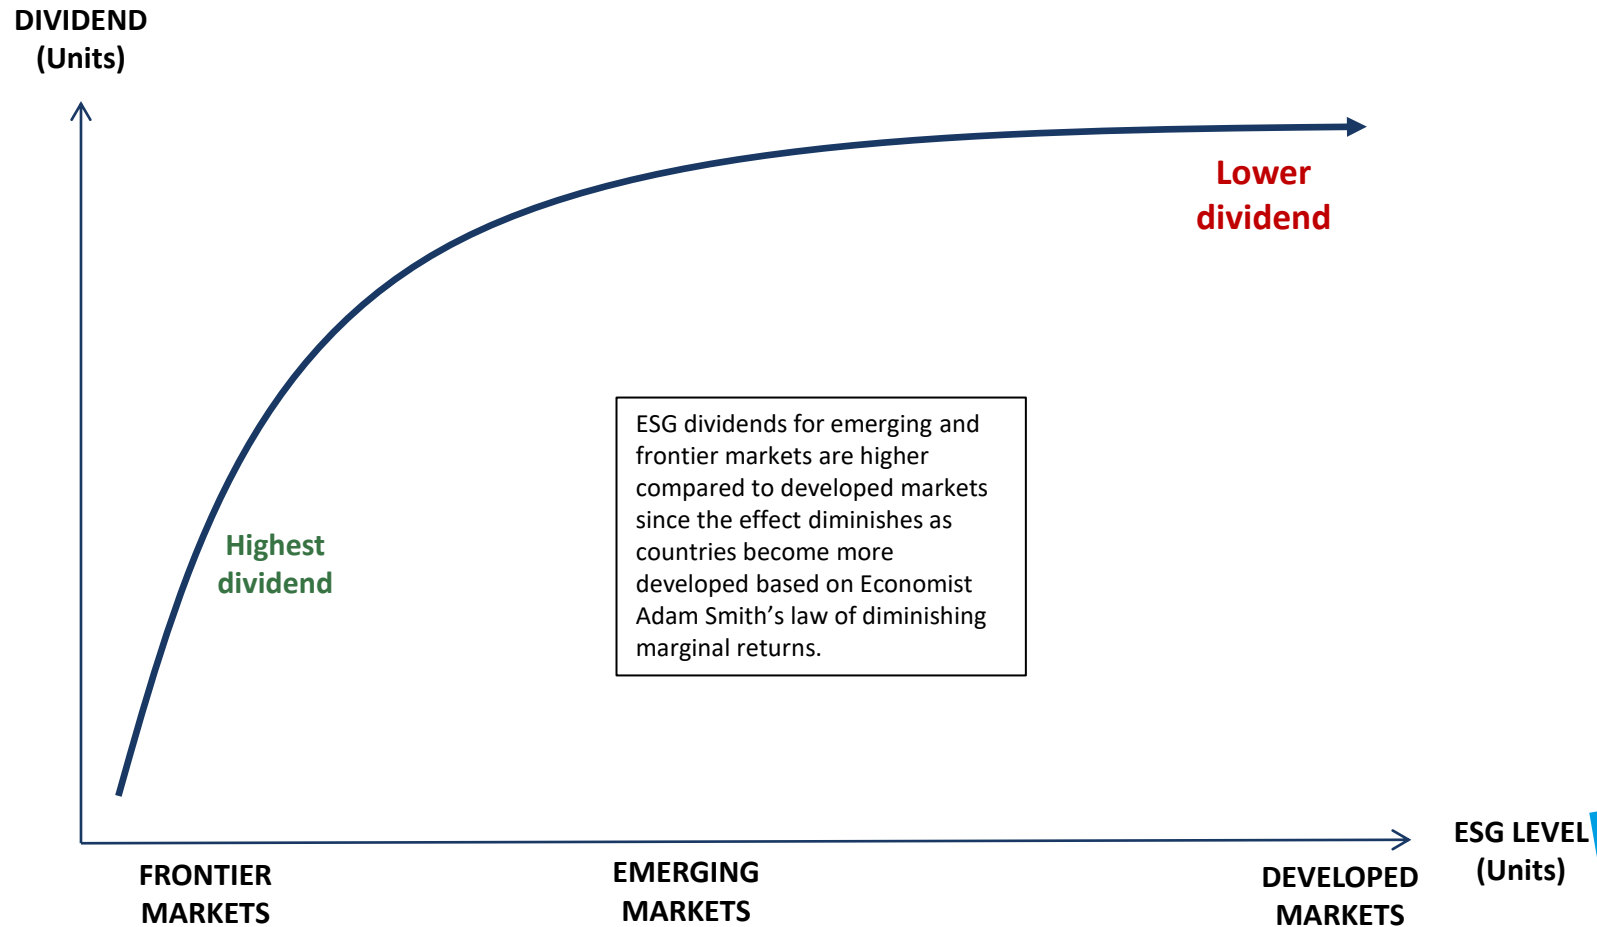 DIVIDEND
(Units)
Lower
dividend
ESG dividends for emerging and
frontier markets are higher
compared to developed markets
since the effect diminishes as
countries become more
developed based on Economist
Adam Smith’s law of diminishing
marginal returns.
Highest
dividend
ESG LEVEL
(Units)
FRONTIER
MARKETS
EMERGING
MARKETS
DEVELOPED
MARKETS